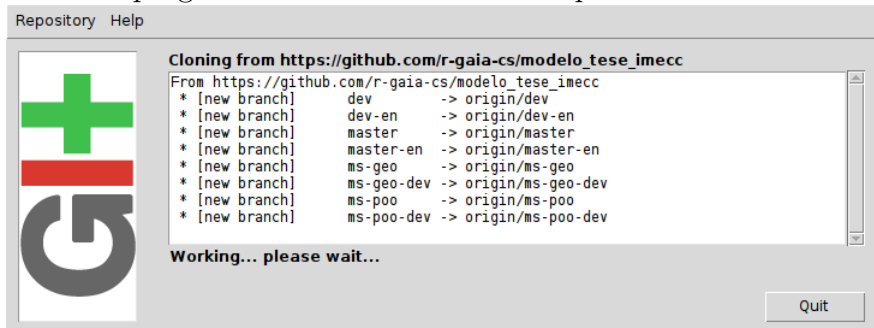 Repository Help
Cloning from https://github.com/r-gaia-cs/modelo_tese_imecc
From https://github.com/r-gaia-cs/modelo_tese_imecc
* [new branch] dev -> origin/dev
* [new branch] dev-en -> origin/dev-en
* [new branch] master -> origin/master
* [new branch] master-en -> origin/master-en
* [new branch] ms-geo -> origin/ms-geo
* [new branch] ms-geo-dev -> origin/ms-geo-dev
* [new branch] ms-poo -> origin/ms-poo
* [new branch] ms-poo-dev -> origin/ms-poo-dev
Working... please wait...
Quit
GIt